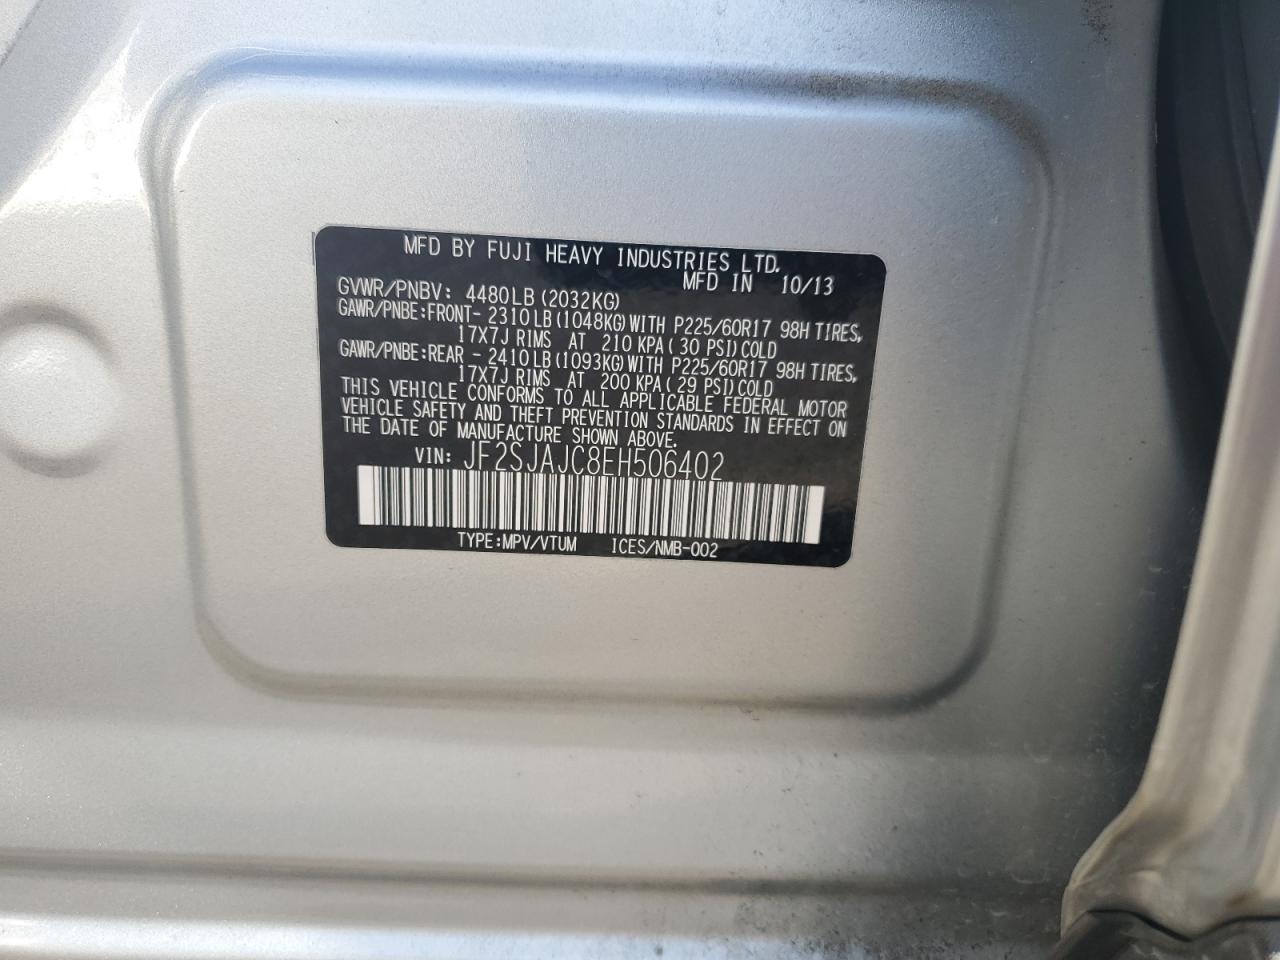 MFD BY FUJI HEAVY INDUSTRIES LTD.
MFD IN 10/13
GVWR/PNBV: 4480LB (2032KG)
GAWR/PNBE:FRONT- 2310LB(1048KG)WITH P225/60R17 98H TIRES,
17X7J RIMS AT 210 KPA( 30 PSI)COLD
GAWR/PNBE:REAR - 2410LB(1093KG)WITH P225/60R17 98H TIRES,
17X7J RIMS AT 200 KPA( 29 PSI)COLD
THIS VEHICLE CONFORMS TO ALL APPLICABLE FEDERAL MOTOR
VEHICLE SAFETY AND THEFT PREVENTION STANDARDS IN EFFECT ON
THE DATE OF MANUFACTURE SHOWN ABOVE.
VIN: JF2SJAJC8EH506402
TYPE:MPV/VTUM ICES/NMB-002